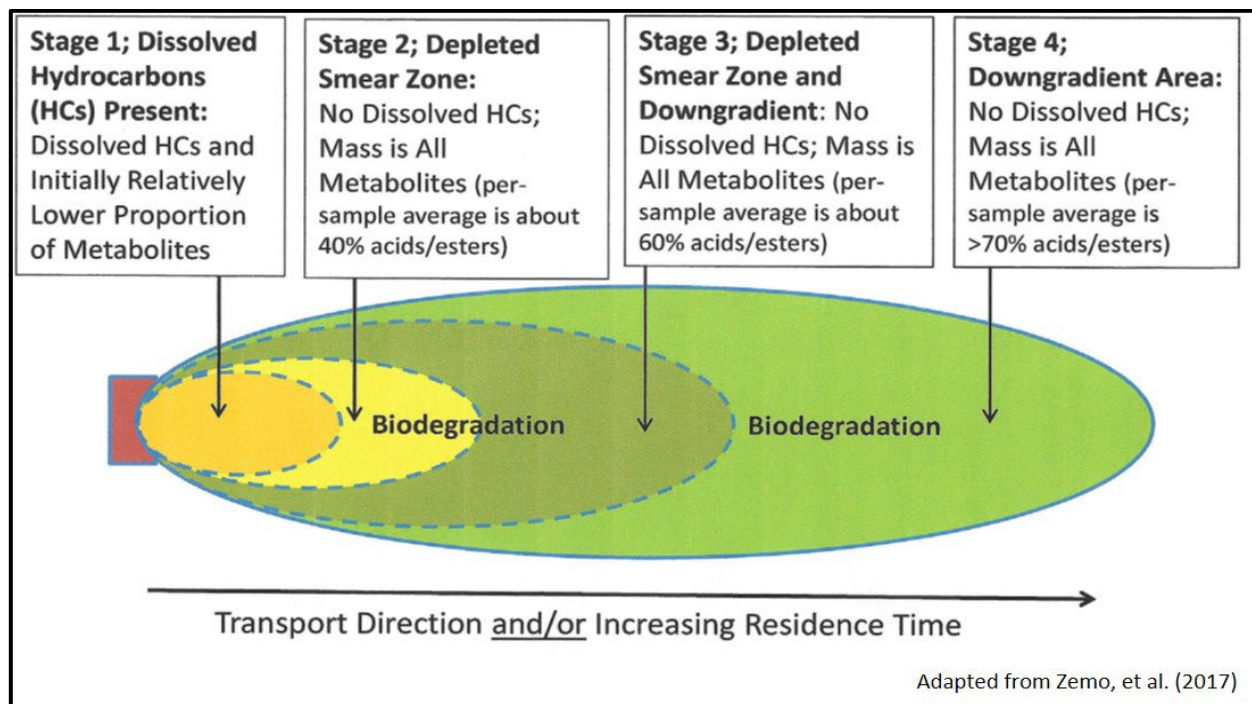 Stage 1; Dissolved
Hydrocarbons
(HCs) Present:
Dissolved HCs and
Initially Relatively
Lower Proportion
of Metabolites
Stage 2; Depleted
Smear Zone:
No Dissolved HCs;
Mass is All
Metabolites (per-
sample average is about
40% acids/esters)
Stage 3; Depleted
Smear Zone and
Downgradient: No
Dissolved HCs; Mass is
All Metabolites (per-
sample average is about
60% acids/esters)
Stage 4;
Downgradient Area:
No Dissolved HCs;
Mass is All
Metabolites (per-
sample average is
>70% acids/esters)
Biodegradation
Biodegradation
Transport Direction and/or Increasing Residence Time
Adapted from Zemo, et al. (2017)